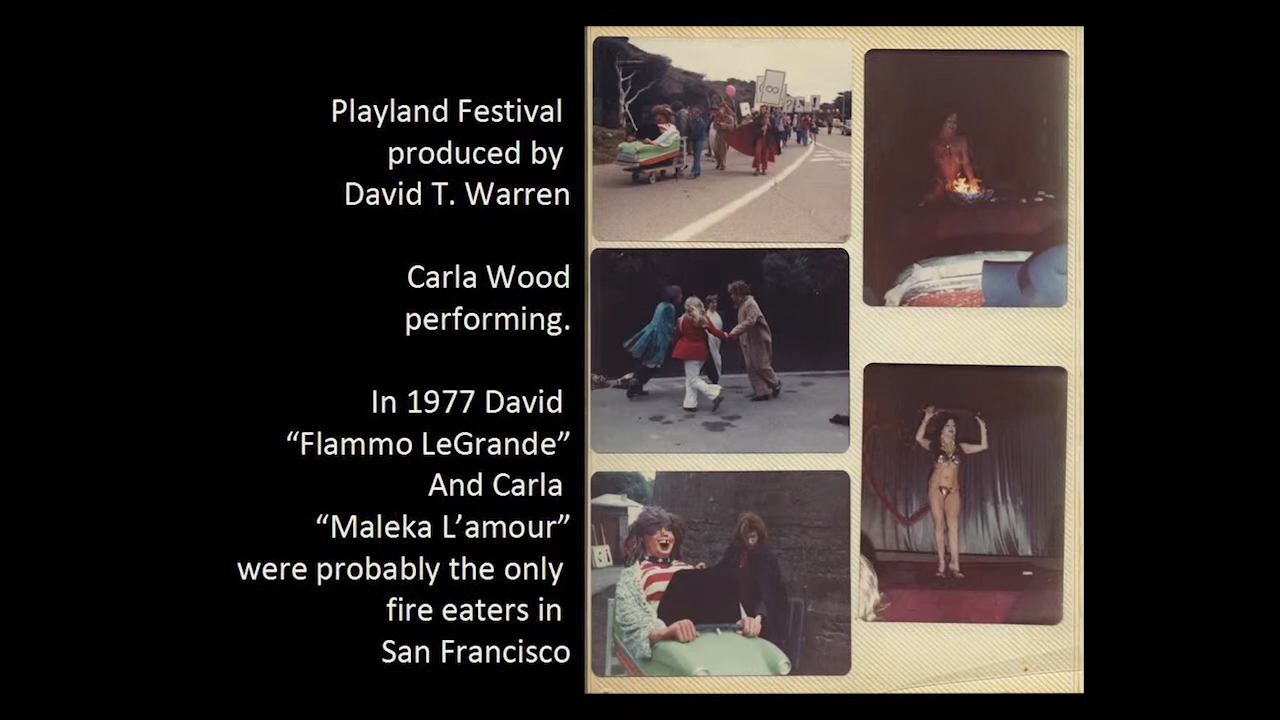 Playland Festival
produced by
David T. Warren
Carla Wood
performing.
In 1977 David
“Flammo LeGrande”
And Carla
“Maleka L’amour”
were probably the only
fire eaters in
San Francisco